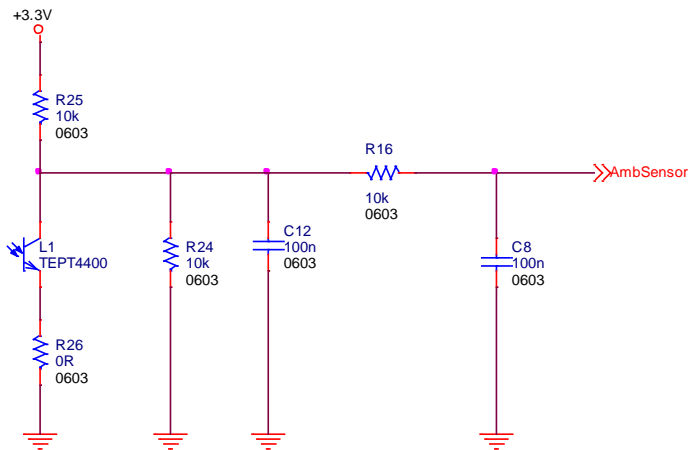 +3.3V
R25
10k
0603
R16
10k
0603
AmbSensor
L1
TEPT4400
R24
10k
0603
C12
100n
0603
C8
100n
0603
R26
0R
0603